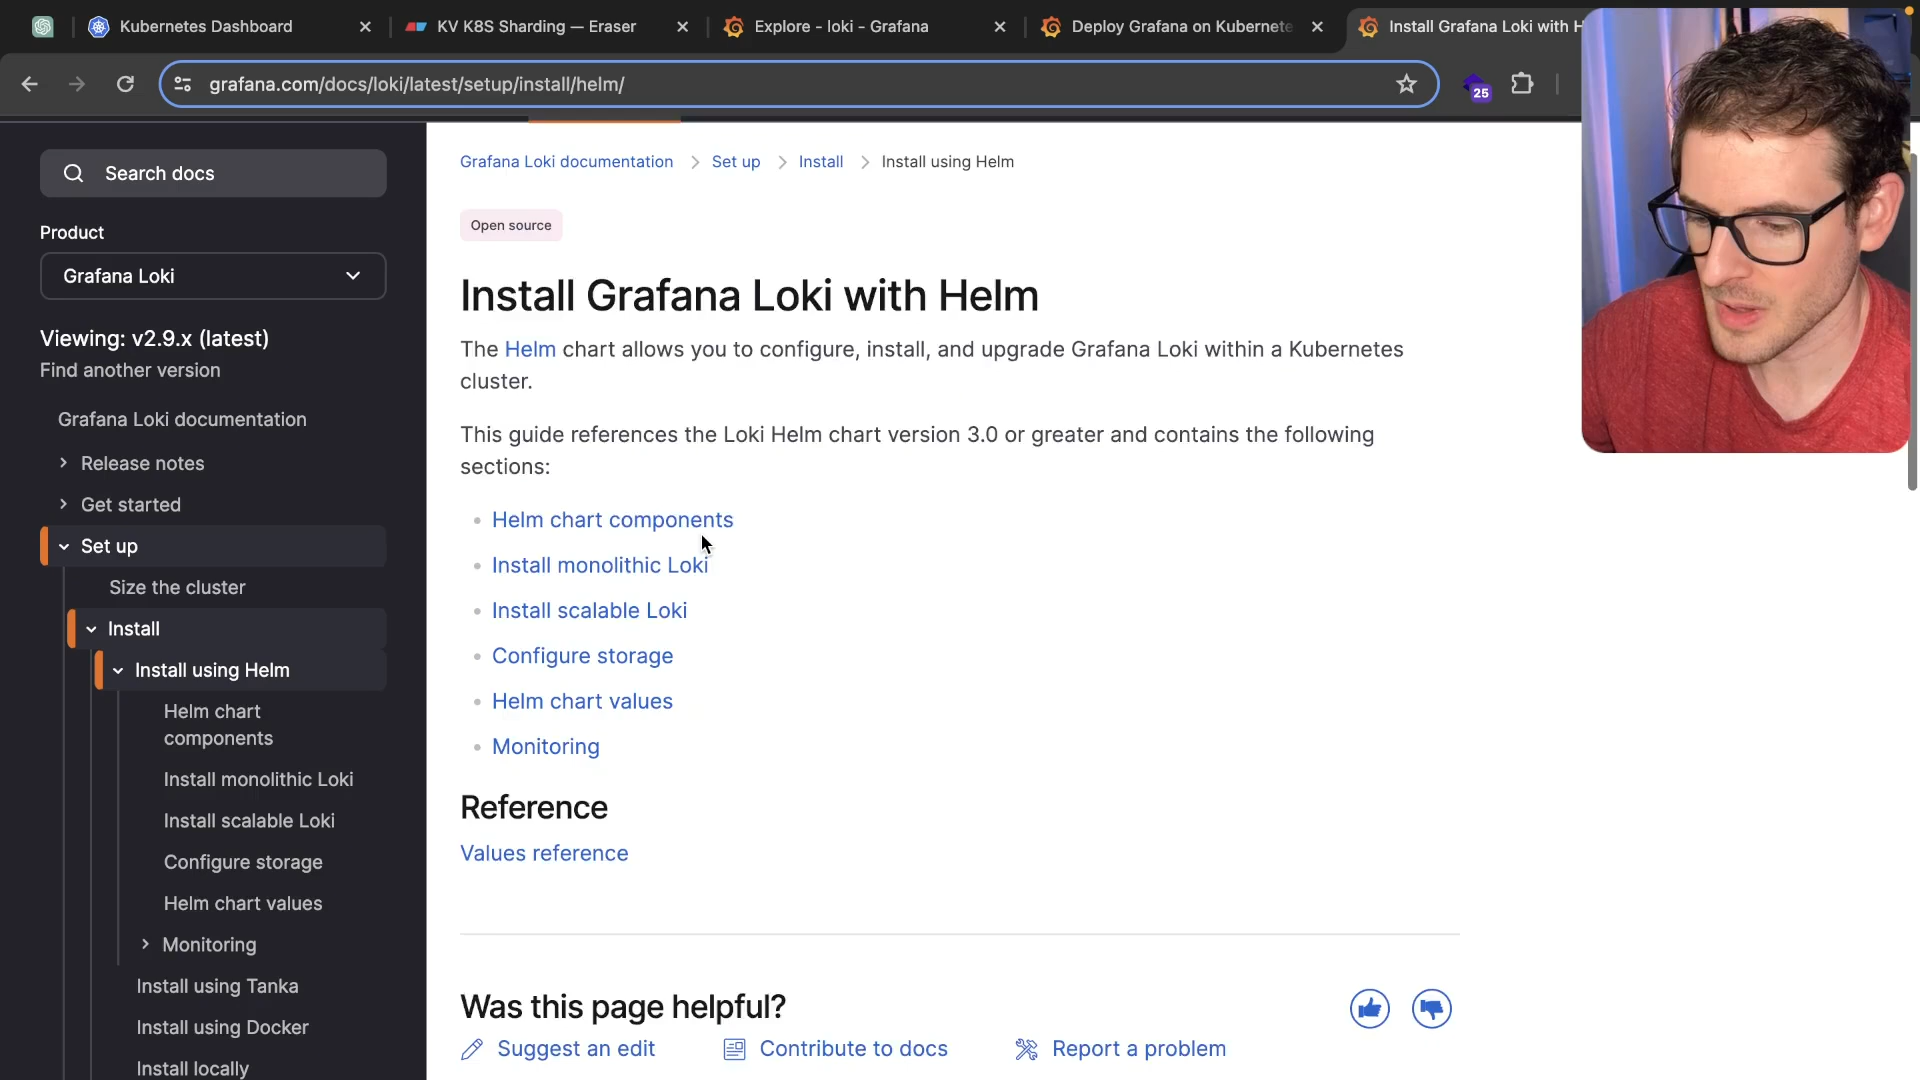 Kubernetes Dashboard
KV K8S Sharding — Eraser
Explore - loki - Grafana
Deploy Grafana on Kubernete
Install Grafana Loki with H
grafana.com/docs/loki/latest/setup/install/helm/
25
Search docs
Product
Grafana Loki
Viewing: v2.9.x (latest)
Find another version
Grafana Loki documentation
Release notes
Get started
Set up
Size the cluster
Install
Install using Helm
Helm chart
components
Install monolithic Loki
Install scalable Loki
Configure storage
Helm chart values
Monitoring
Install using Tanka
Install using Docker
Install locally
Grafana Loki documentation > Set up > Install > Install using Helm
Open source
Install Grafana Loki with Helm
The Helm chart allows you to configure, install, and upgrade Grafana Loki within a Kubernetes
cluster.
This guide references the Loki Helm chart version 3.0 or greater and contains the following
sections:
Helm chart components
Install monolithic Loki
Install scalable Loki
Configure storage
Helm chart values
Monitoring
Reference
Values reference
Was this page helpful?
Suggest an edit
Contribute to docs
Report a problem